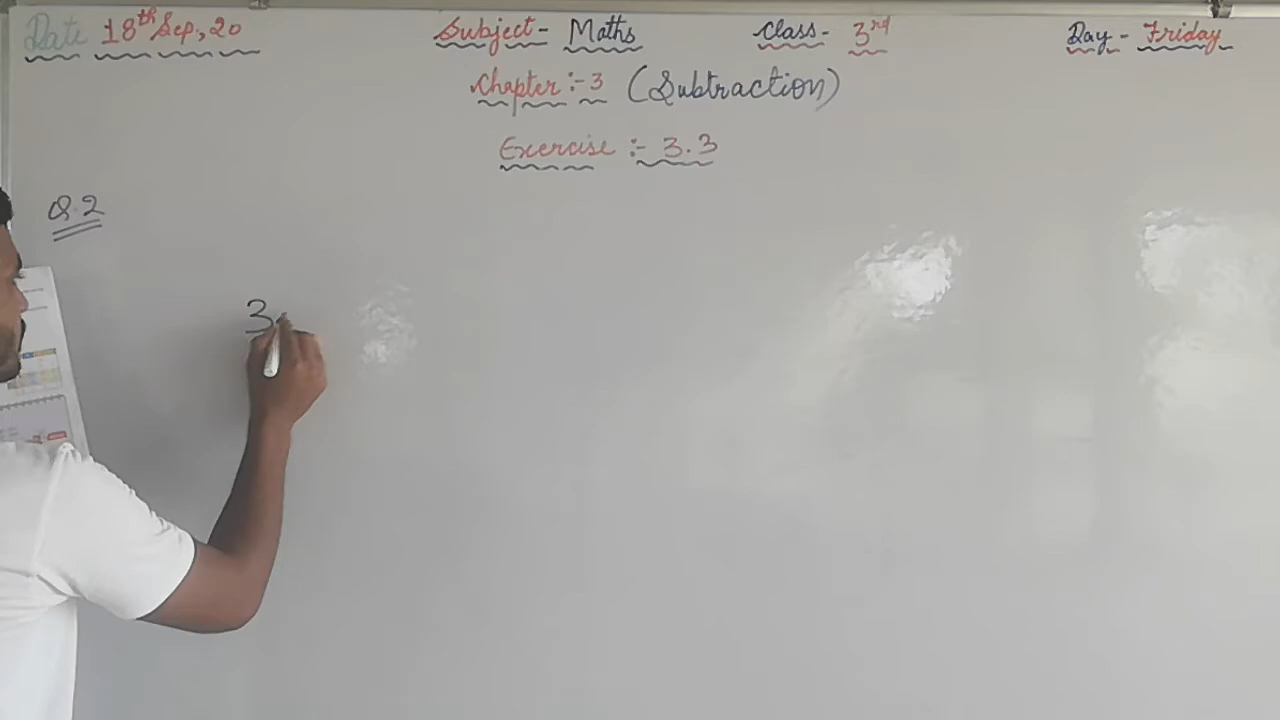 Date 18th Sep, 20 Subject- Maths Class- 3rd Day - Friday
Chapter :- 3 (Subtraction)
Exercise :- 3.3
Q.2
3